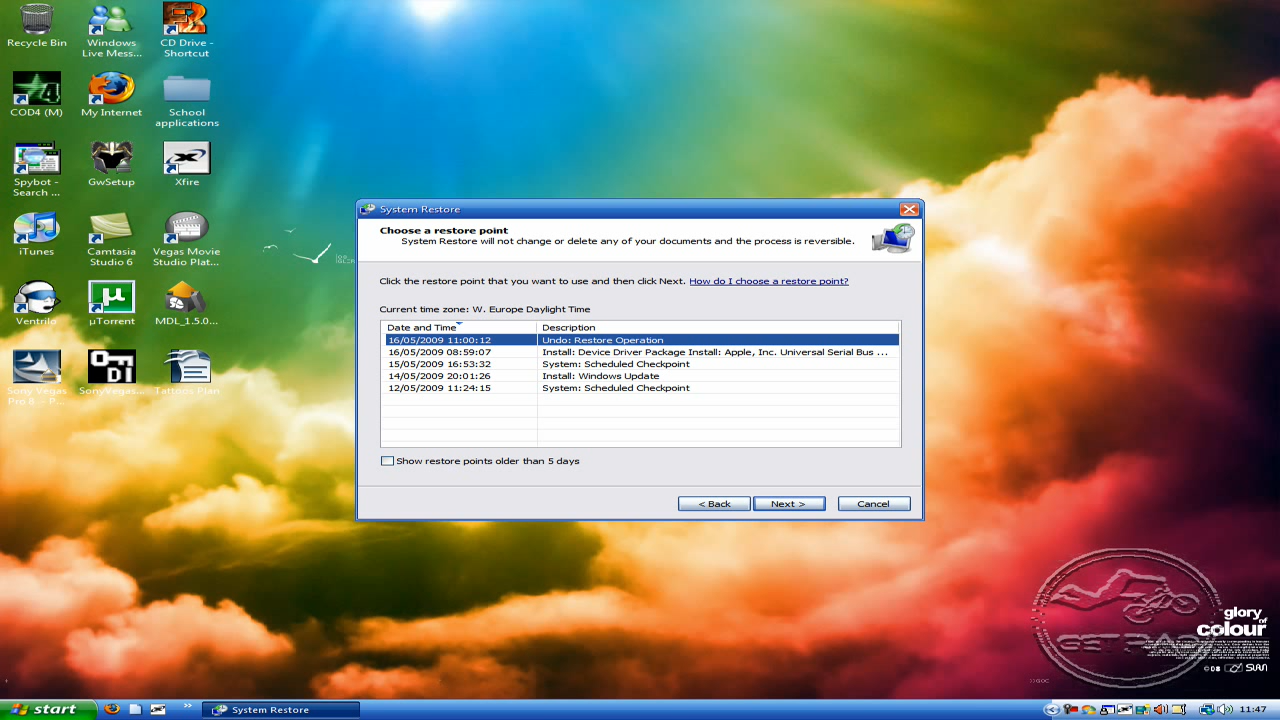 Recycle Bin
Windows
Live Mess...
CD Drive -
Shortcut
COD4 (M)
My Internet
School
applications
Spybot -
Search ...
GwSetup
Xfire
iTunes
Camtasia
Studio 6
Vegas Movie
Studio Plat...
Ventrilo
µTorrent
MDL_1.5.0...
Sony Vegas
Pro 8 -- P...
SonyVegas...
Tattoos Plan
System Restore
Choose a restore point
System Restore will not change or delete any of your documents and the process is reversible.
Click the restore point that you want to use and then click Next. How do I choose a restore point?
Current time zone: W. Europe Daylight Time
Date and Time Description
16/05/2009 11:00:12 Undo: Restore Operation
16/05/2009 08:59:07 Install: Device Driver Package Install: Apple, Inc. Universal Serial Bus ...
15/05/2009 16:53:32 System: Scheduled Checkpoint
14/05/2009 20:01:26 Install: Windows Update
12/05/2009 11:24:15 System: Scheduled Checkpoint
Show restore points older than 5 days
< Back Next > Cancel
glory
of
colour
start System Restore 11:47